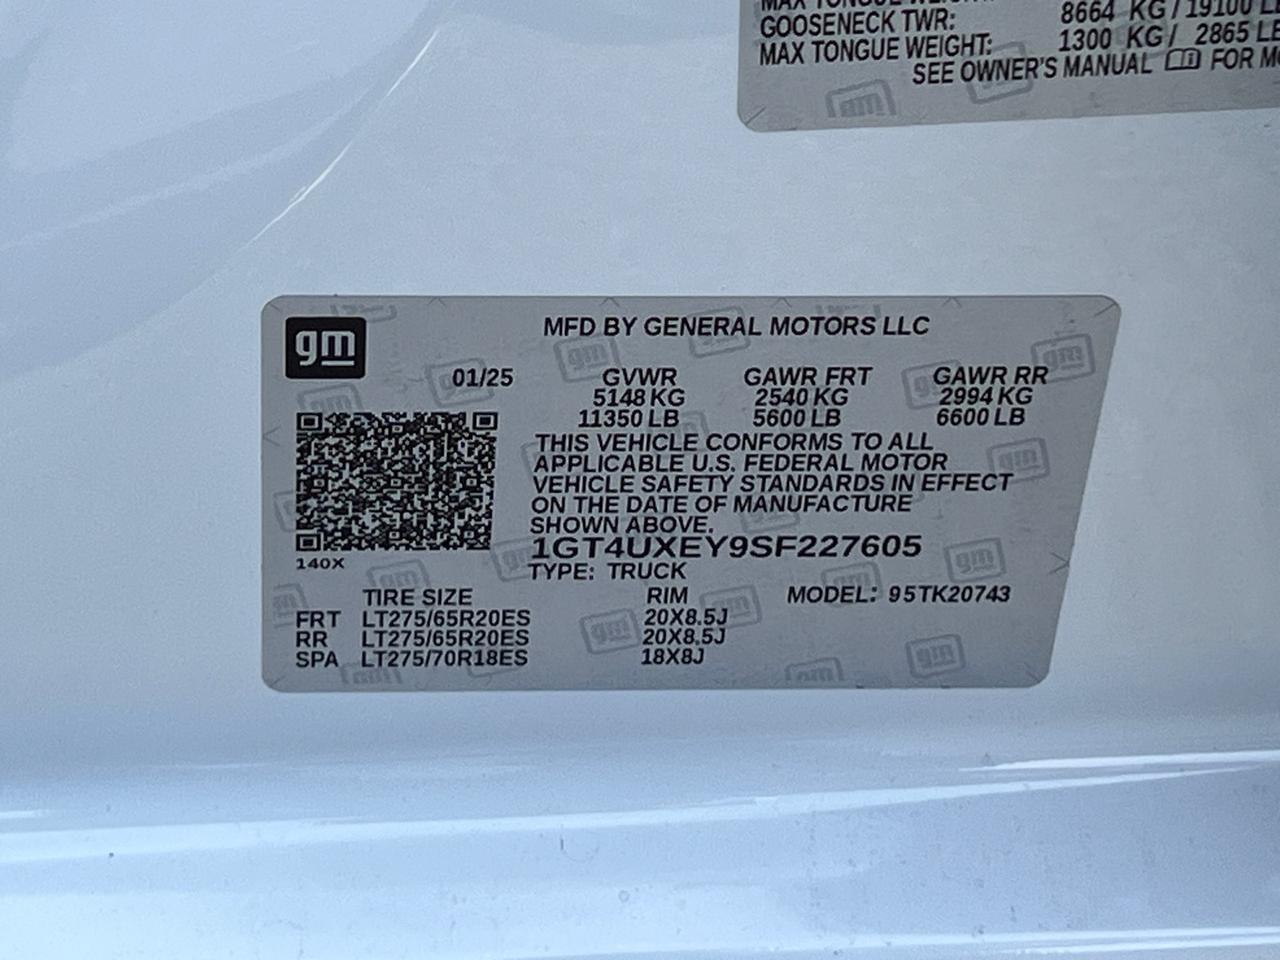 MAX TONGUE WEIGHT:
GOOSENECK TWR: 8664 KG / 19100
MAX TONGUE WEIGHT: 1300 KG / 2865
SEE OWNER'S MANUAL FOR
gm
MFD BY GENERAL MOTORS LLC
01/25 GVWR GAWR FRT GAWR RR
5148 KG 2540 KG 2994 KG
11350 LB 5600 LB 6600 LB
THIS VEHICLE CONFORMS TO ALL
APPLICABLE U.S. FEDERAL MOTOR
VEHICLE SAFETY STANDARDS IN EFFECT
ON THE DATE OF MANUFACTURE
SHOWN ABOVE.
1GT4UXEY9SF227605
140X
TYPE: TRUCK
TIRE SIZE RIM MODEL: 95TK20743
FRT LT275/65R20ES 20X8.5J
RR LT275/65R20ES 20X8.5J
SPA LT275/70R18ES 18X8J